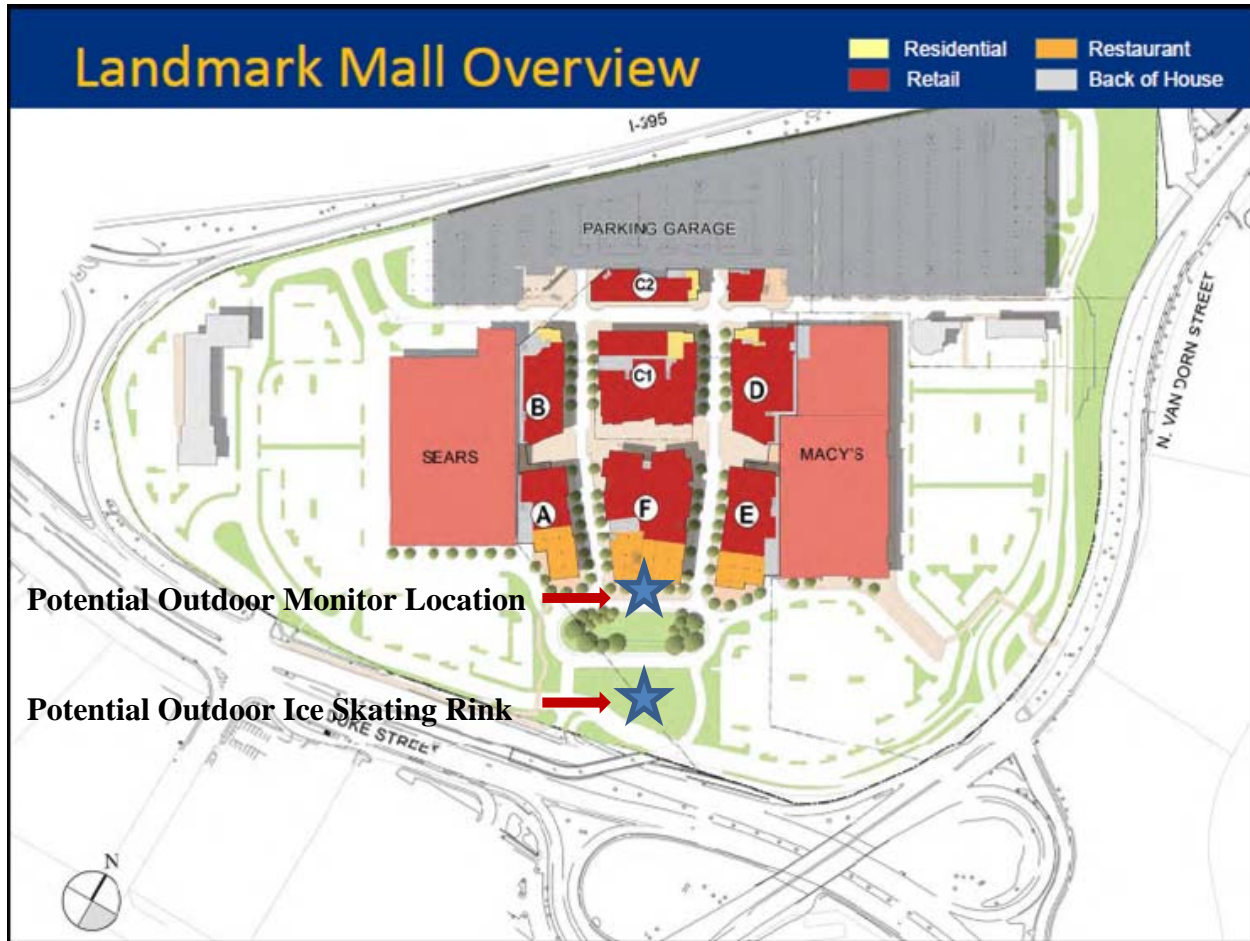 Landmark Mall Overview
Residential
Retail
Restaurant
Back of House
I-395
PARKING GARAGE
C2
C1
B
D
SEARS
MACY'S
A
F
E
N. VAN DORN STREET
Potential Outdoor Monitor Location
Potential Outdoor Ice Skating Rink
DUKE STREET
N